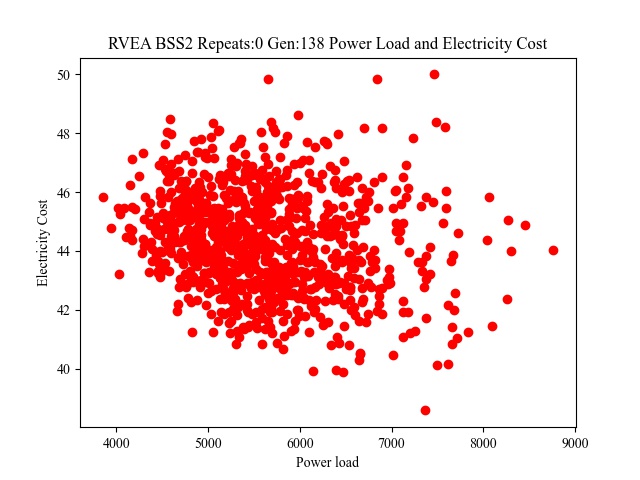 RVEA BSS2 Repeats:0 Gen:138 Power Load and Electricity Cost
50
48
46
44
42
40
Electricity Cost
4000 5000 6000 7000 8000 9000
Power load